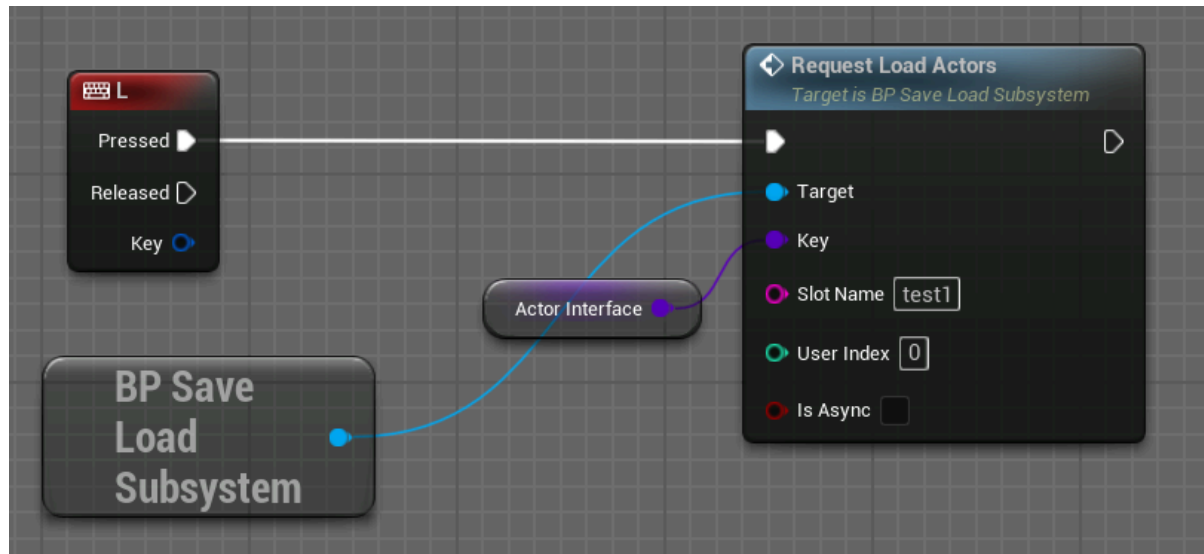 L
Pressed
Released
Key
BP Save
Load
Subsystem
Actor Interface
Request Load Actors
Target is BP Save Load Subsystem
Target
Key
Slot Name test1
User Index 0
Is Async